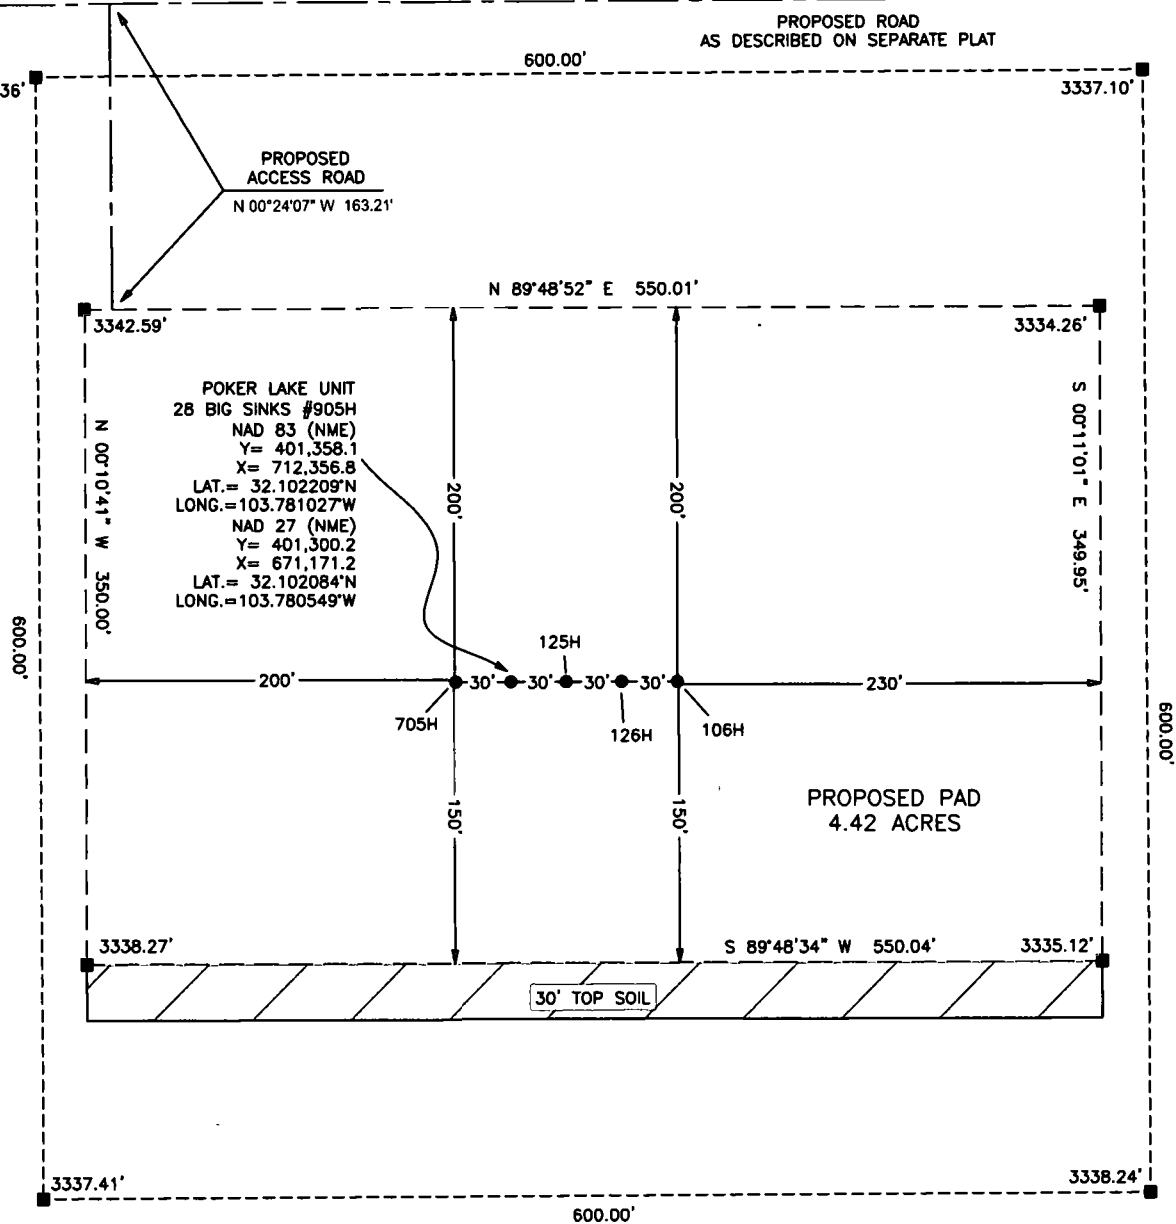 PROPOSED ROAD
AS DESCRIBED ON SEPARATE PLAT
600.00'
36'
3337.10'
PROPOSED
ACCESS ROAD
N 00°24'07" W 163.21'
N 89°48'52" E 550.01'
3342.59'
3334.26'
POKER LAKE UNIT
28 BIG SINKS #905H
NAD 83 (NME)
Y= 401,358.1
X= 712,356.8
LAT.= 32.102209°N
LONG.=103.781027°W
NAD 27 (NME)
Y= 401,300.2
X= 671,171.2
LAT.= 32.102084°N
LONG.=103.780549°W
N 00°10'41" W 350.00'
S 00°11'01" E 349.95'
200'
200'
600.00'
600.00'
125H
200'
30'
30'
30'
30'
230'
705H
126H
106H
150'
150'
PROPOSED PAD
4.42 ACRES
3338.27'
S 89°48'34" W 550.04'
3335.12'
30' TOP SOIL
3337.41'
3338.24'
600.00'